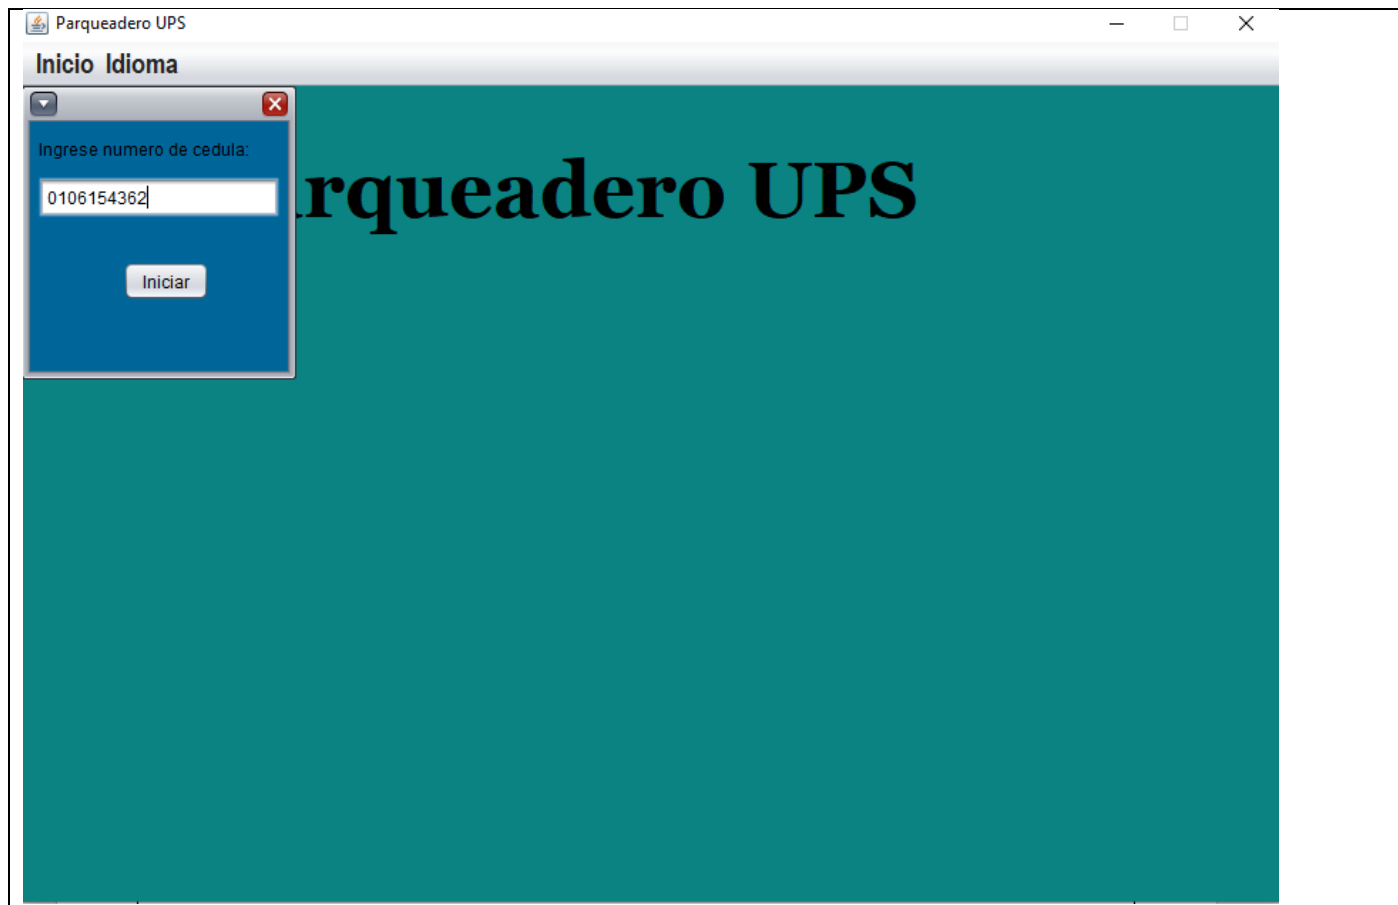 Parqueadero UPS
Inicio Idioma
Ingrese numero de cedula:
0106154362
rqueadero UPS
Iniciar